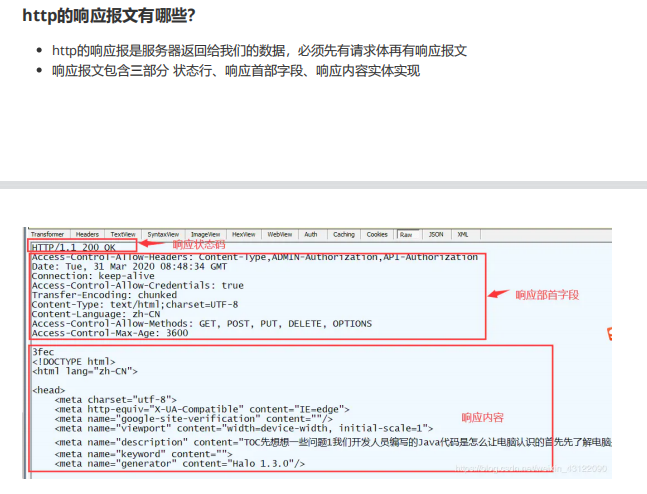 http的响应报文有哪些？
http的响应报是服务器返回给我们的数据，必须先有请求体再有响应报文
响应报文包含三部分 状态行、响应首部字段、响应内容实体实现
Transformer Headers TextView SyntaxView ImageView HexView WebView Auth Caching Cookies Raw JSON XML
HTTP/1.1 200 OK 响应状态码
Access-Control-Allow-Headers: Content-Type,ADMIN-Authorization,API-Authorization
Date: Tue, 31 Mar 2020 08:48:34 GMT
Connection: keep-alive
Access-Control-Allow-Credentials: true
Transfer-Encoding: chunked
响应部首字段
Content-Type: text/html;charset=UTF-8
Content-Language: zh-CN
Access-Control-Allow-Methods: GET, POST, PUT, DELETE, OPTIONS
Access-Control-Max-Age: 3600
3fec
<!DOCTYPE html>
<html lang="zh-CN">
<head>
<meta charset="utf-8">
<meta http-equiv="X-UA-Compatible" content="IE=edge">
<meta name="google-site-verification" content=""/>
响应内容
<meta name="viewport" content="width=device-width, initial-scale=1">
<meta name="description" content="TOC先想想一些问题1我们开发人员编写的Java代码是怎么让电脑认识的首先先了解电脑
<meta name="keyword" content="">
<meta name="generator" content="Halo 1.3.0"/>